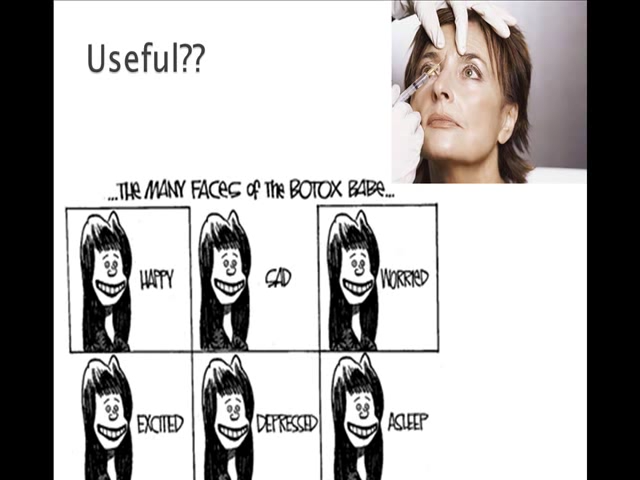 Useful??
...THE MANY FACES of the BOTOX BABE...
HAPPY
SAD
WORRIED
EXCITED
DEPRESSED
ASLEEP